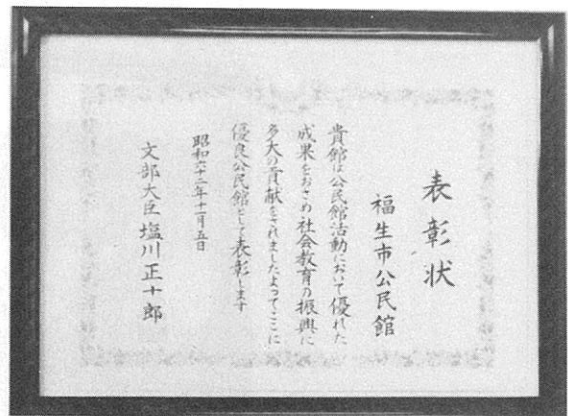 表彰状
福生市公民館
貴館は公民館活動において優れた
成果をおさめ社会教育の振興に
多大の貢献をされましたよってここに
優良公民館として表彰します
昭和六十二年十一月五日
文部大臣 塩川正十郎